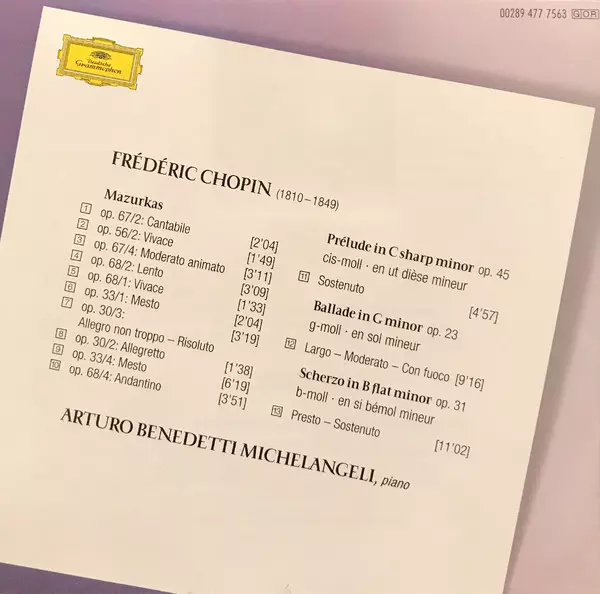 00289 477 7563 GOR
Deutsche
Grammophon
FRÉDÉRIC CHOPIN (1810–1849)
Mazurkas
1 op. 67/2: Cantabile [2'04]
2 op. 56/2: Vivace [1'49]
3 op. 67/4: Moderato animato [3'11]
4 op. 68/2: Lento [3'09]
5 op. 68/1: Vivace [1'33]
6 op. 33/1: Mesto [2'04]
7 op. 30/3:
Allegro non troppo – Risoluto [3'19]
8 op. 30/2: Allegretto [1'38]
9 op. 33/4: Mesto [6'19]
10 op. 68/4: Andantino [3'51]
Prélude in C sharp minor op. 45
cis-moll · en ut dièse mineur
11 Sostenuto [4'57]
Ballade in G minor op. 23
g-moll · en sol mineur
12 Largo – Moderato – Con fuoco [9'16]
Scherzo in B flat minor op. 31
b-moll · en si bémol mineur
13 Presto – Sostenuto [11'02]
ARTURO BENEDETTI MICHELANGELI, piano